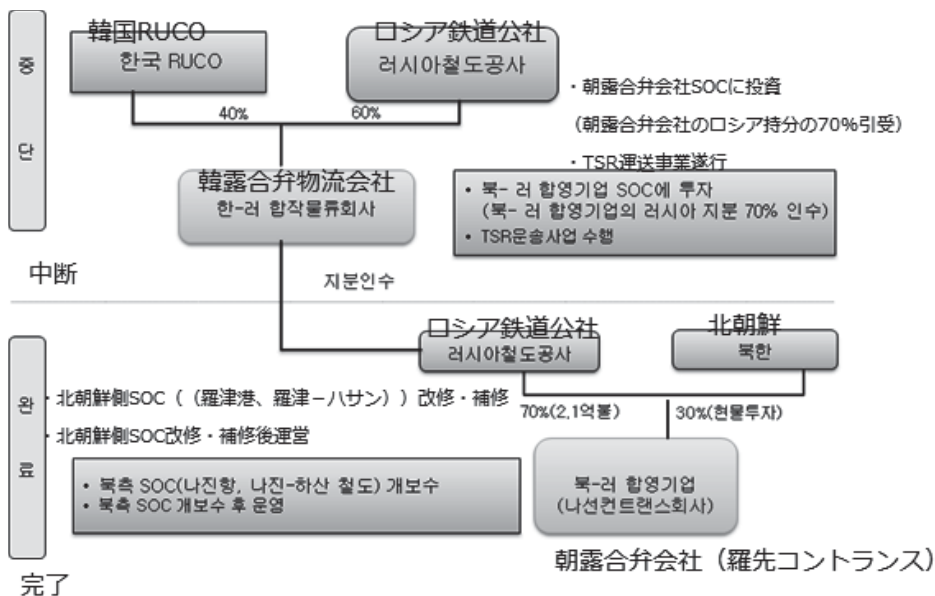 중
단
韓国RUCO
한국 RUCO
ロシア鉄道公社
러시아철도공사
40%
60%
・朝露合弁会社SOCに投資
(朝露合弁会社のロシア持分の70%引受)
・TSR運送事業遂行
韓露合弁物流会社
한-러 합작물류회사
• 북- 러 합영기업 SOC에 투자
(북- 러 합영기업의 러시아 지분 70% 인수)
• TSR운송사업 수행
中断
지분인수
ロシア鉄道公社
러시아철도공사
北朝鮮
북한
완
료
・北朝鮮側SOC((羅津港、羅津-ハサン))改修・補修
・北朝鮮側SOC改修・補修後運営
70%(2,1억불)
30%(현물투자)
• 북측 SOC(나진항, 나진-하산 철도) 개보수
• 북측 SOC 개보수 후 운영
북-러 합영기업
(나선컨트랜스회사)
朝露合弁会社(羅先コントランス)
完了